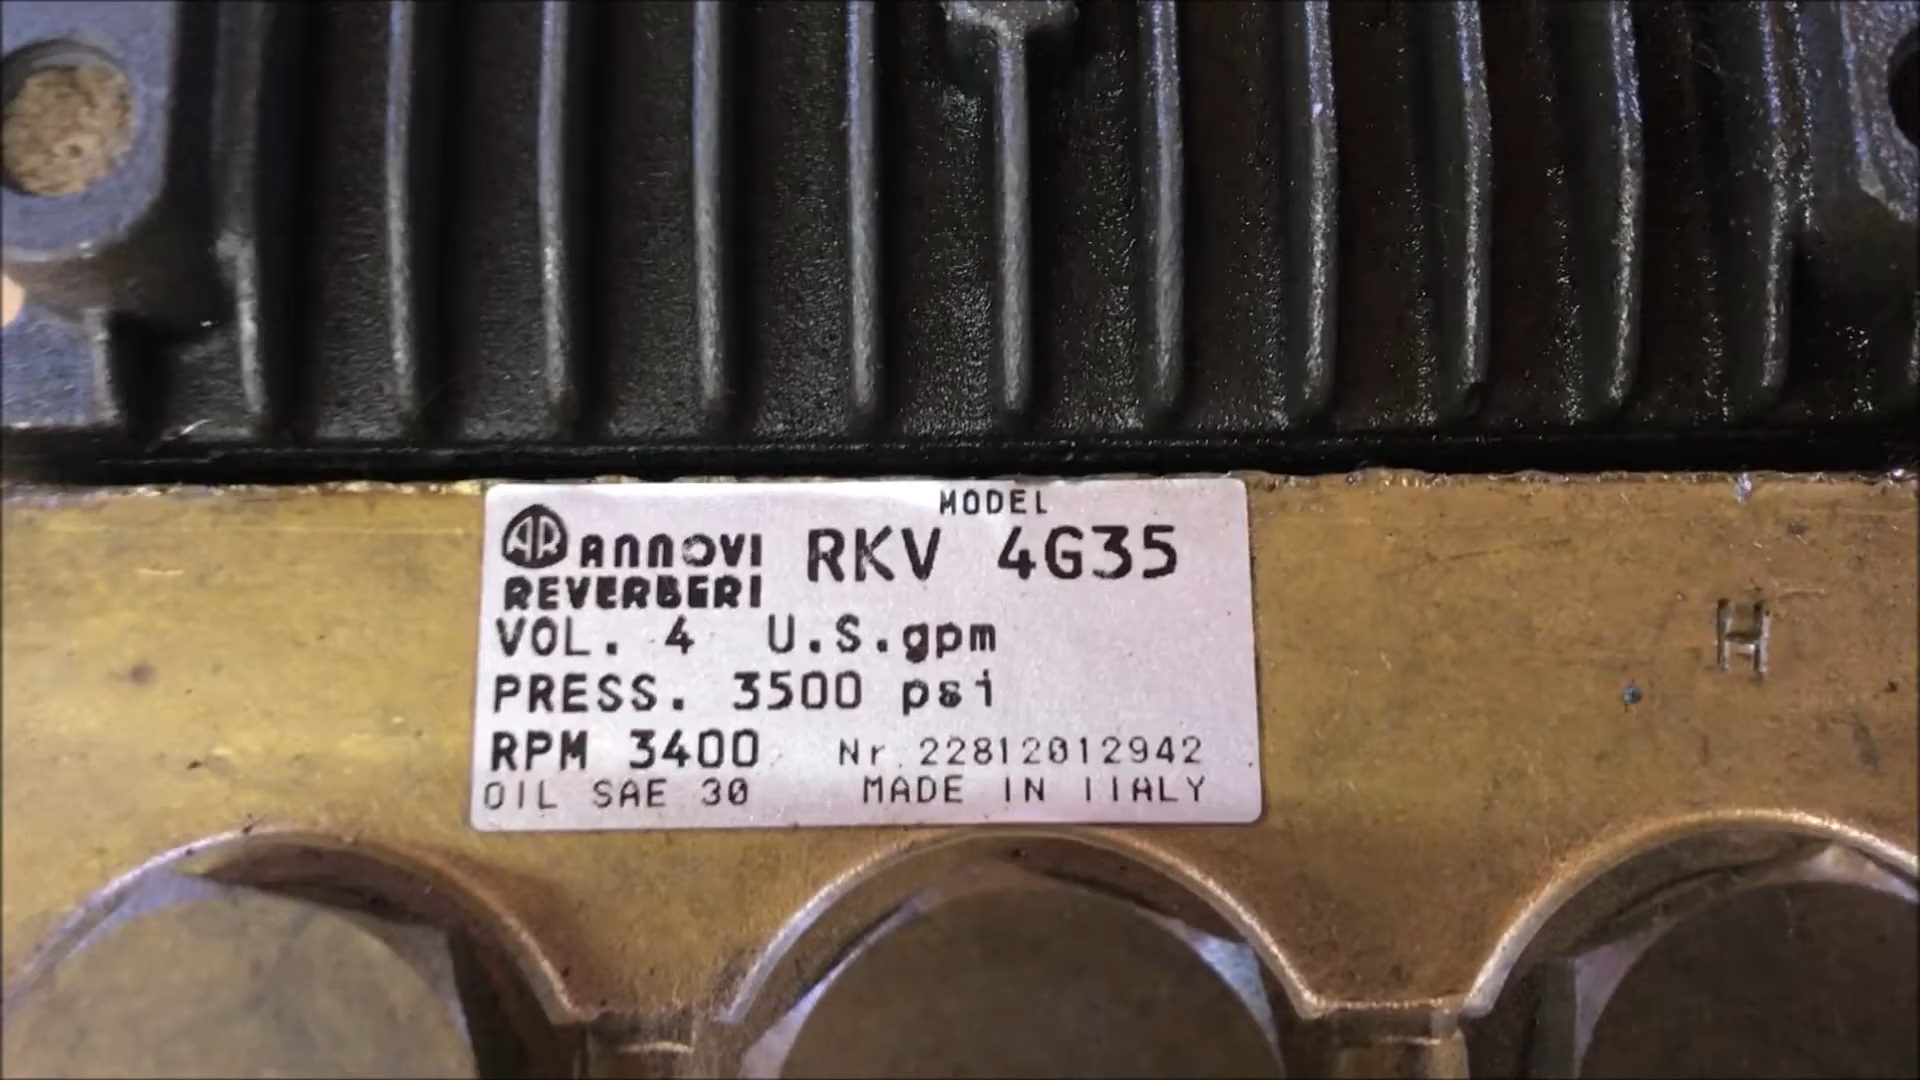 MODEL
AR ANNOVI RKV 4G35
REVERBERI
VOL. 4 U.S.gpm
PRESS. 3500 psi
RPM 3400 Nr.22812012942
OIL SAE 30 MADE IN ITALY
H